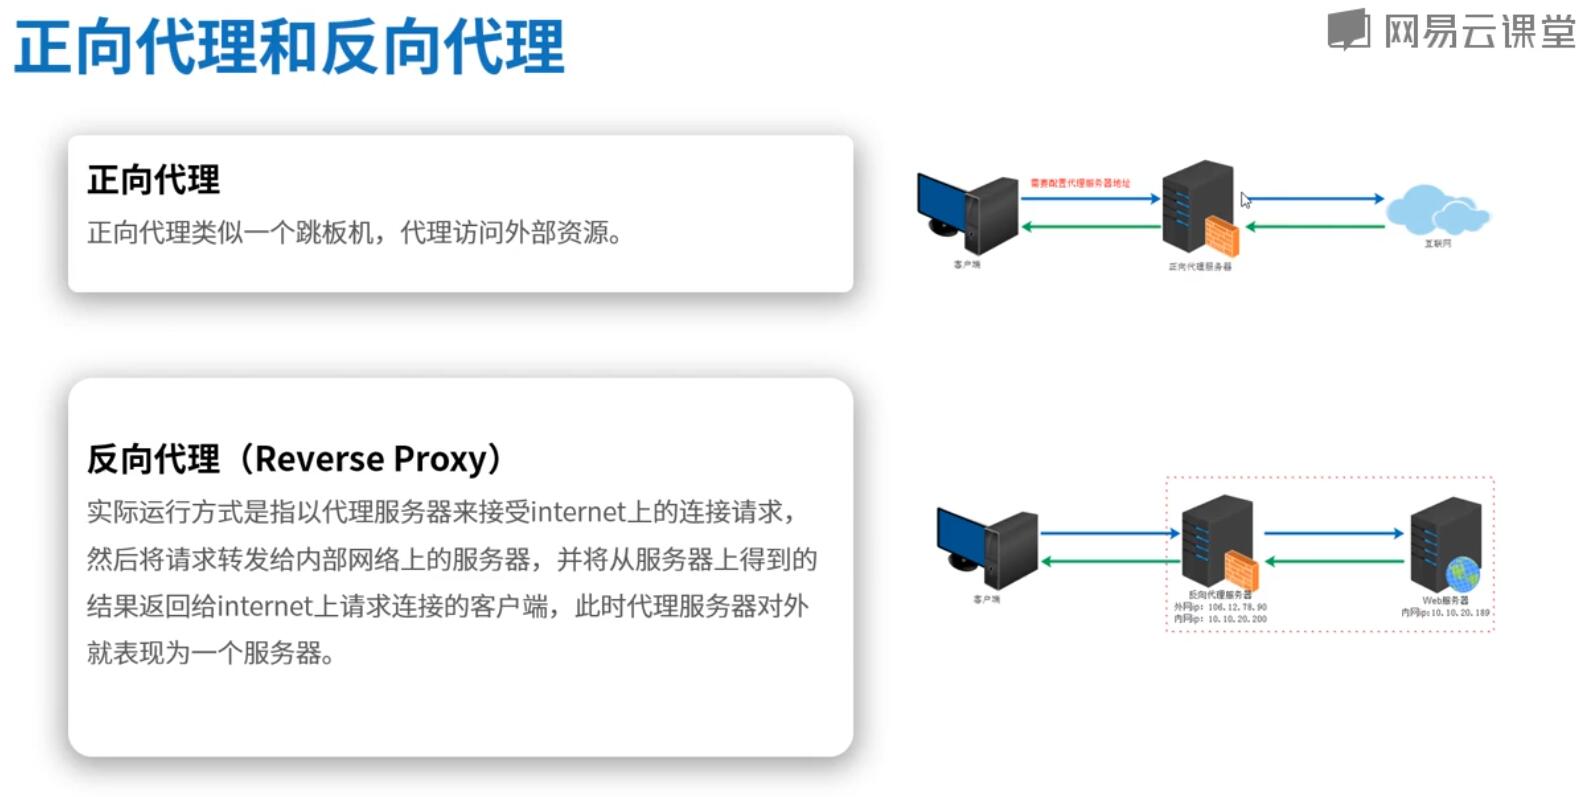 正向代理和反向代理
网易云课堂
正向代理
正向代理类似一个跳板机，代理访问外部资源。
需要配置代理服务器地址
客户端
正向代理服务器
互联网
反向代理（Reverse Proxy）
实际运行方式是指以代理服务器来接受internet上的连接请求，
然后将请求转发给内部网络上的服务器，并将从服务器上得到的
结果返回给internet上请求连接的客户端，此时代理服务器对外
就表现为一个服务器。
客户端
反向代理服务器
外网ip: 106.12.78.90
内网ip: 10.10.20.200
Web服务器
内网ip:10.10.20.189